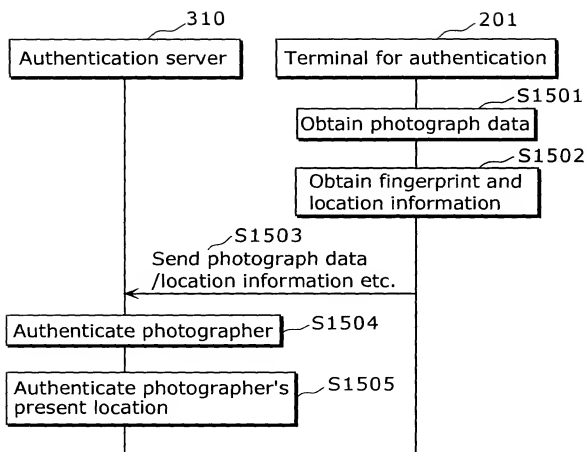 310
201
Authentication server
Terminal for authentication
S1501
Obtain photograph data
S1502
Obtain fingerprint and
location information
S1503
Send photograph data
/location information etc.
Authenticate photographer
S1504
Authenticate photographer's
present location
S1505